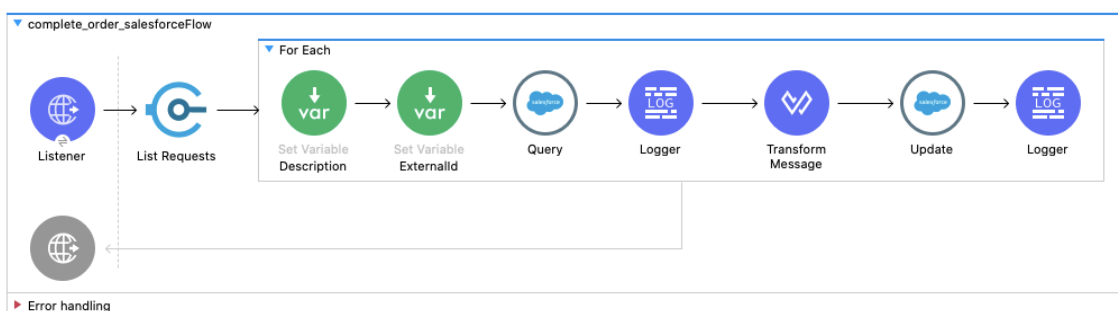 complete_order_salesforceFlow
For Each
var
var
salesforce
LOG
salesforce
LOG
Listener
List Requests
Set Variable
Description
Set Variable
ExternalId
Query
Logger
Transform
Message
Update
Logger
Error handling